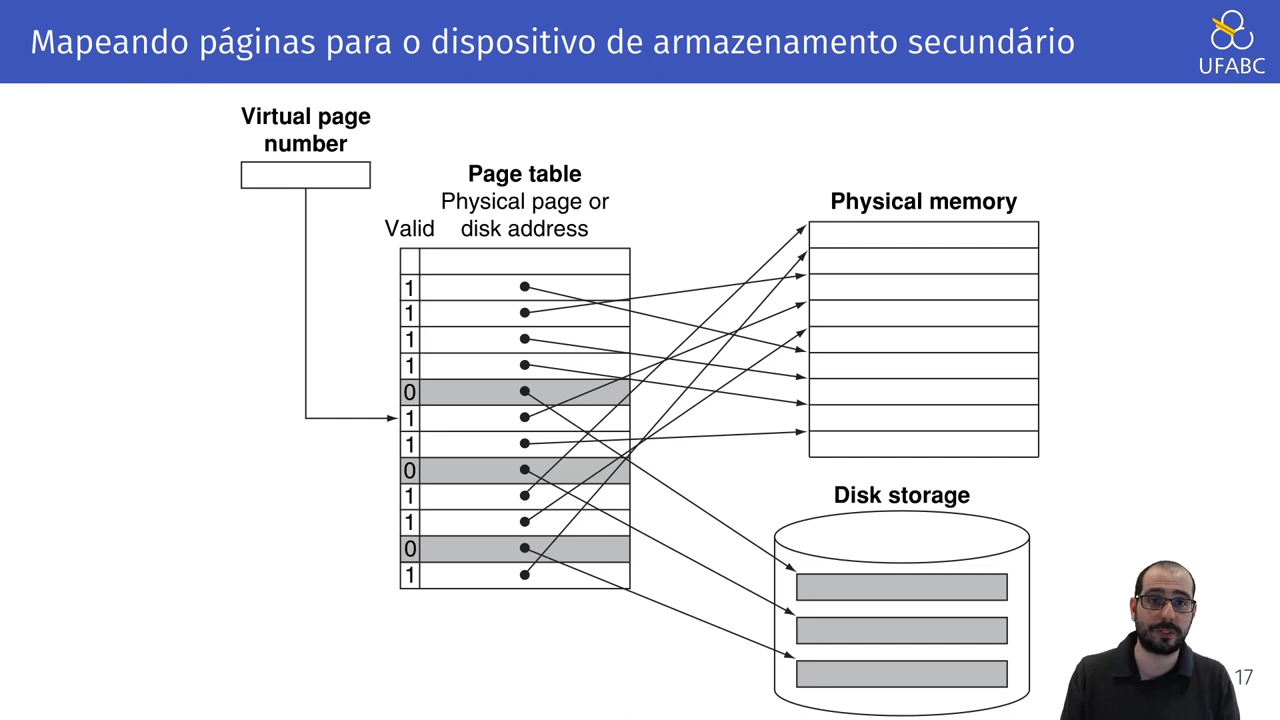 Mapeando páginas para o dispositivo de armazenamento secundário
UFABC
Virtual page
number
Page table
Physical page or
Valid disk address
Physical memory
1
1
1
1
0
1
1
0
1
1
0
1
Disk storage
17